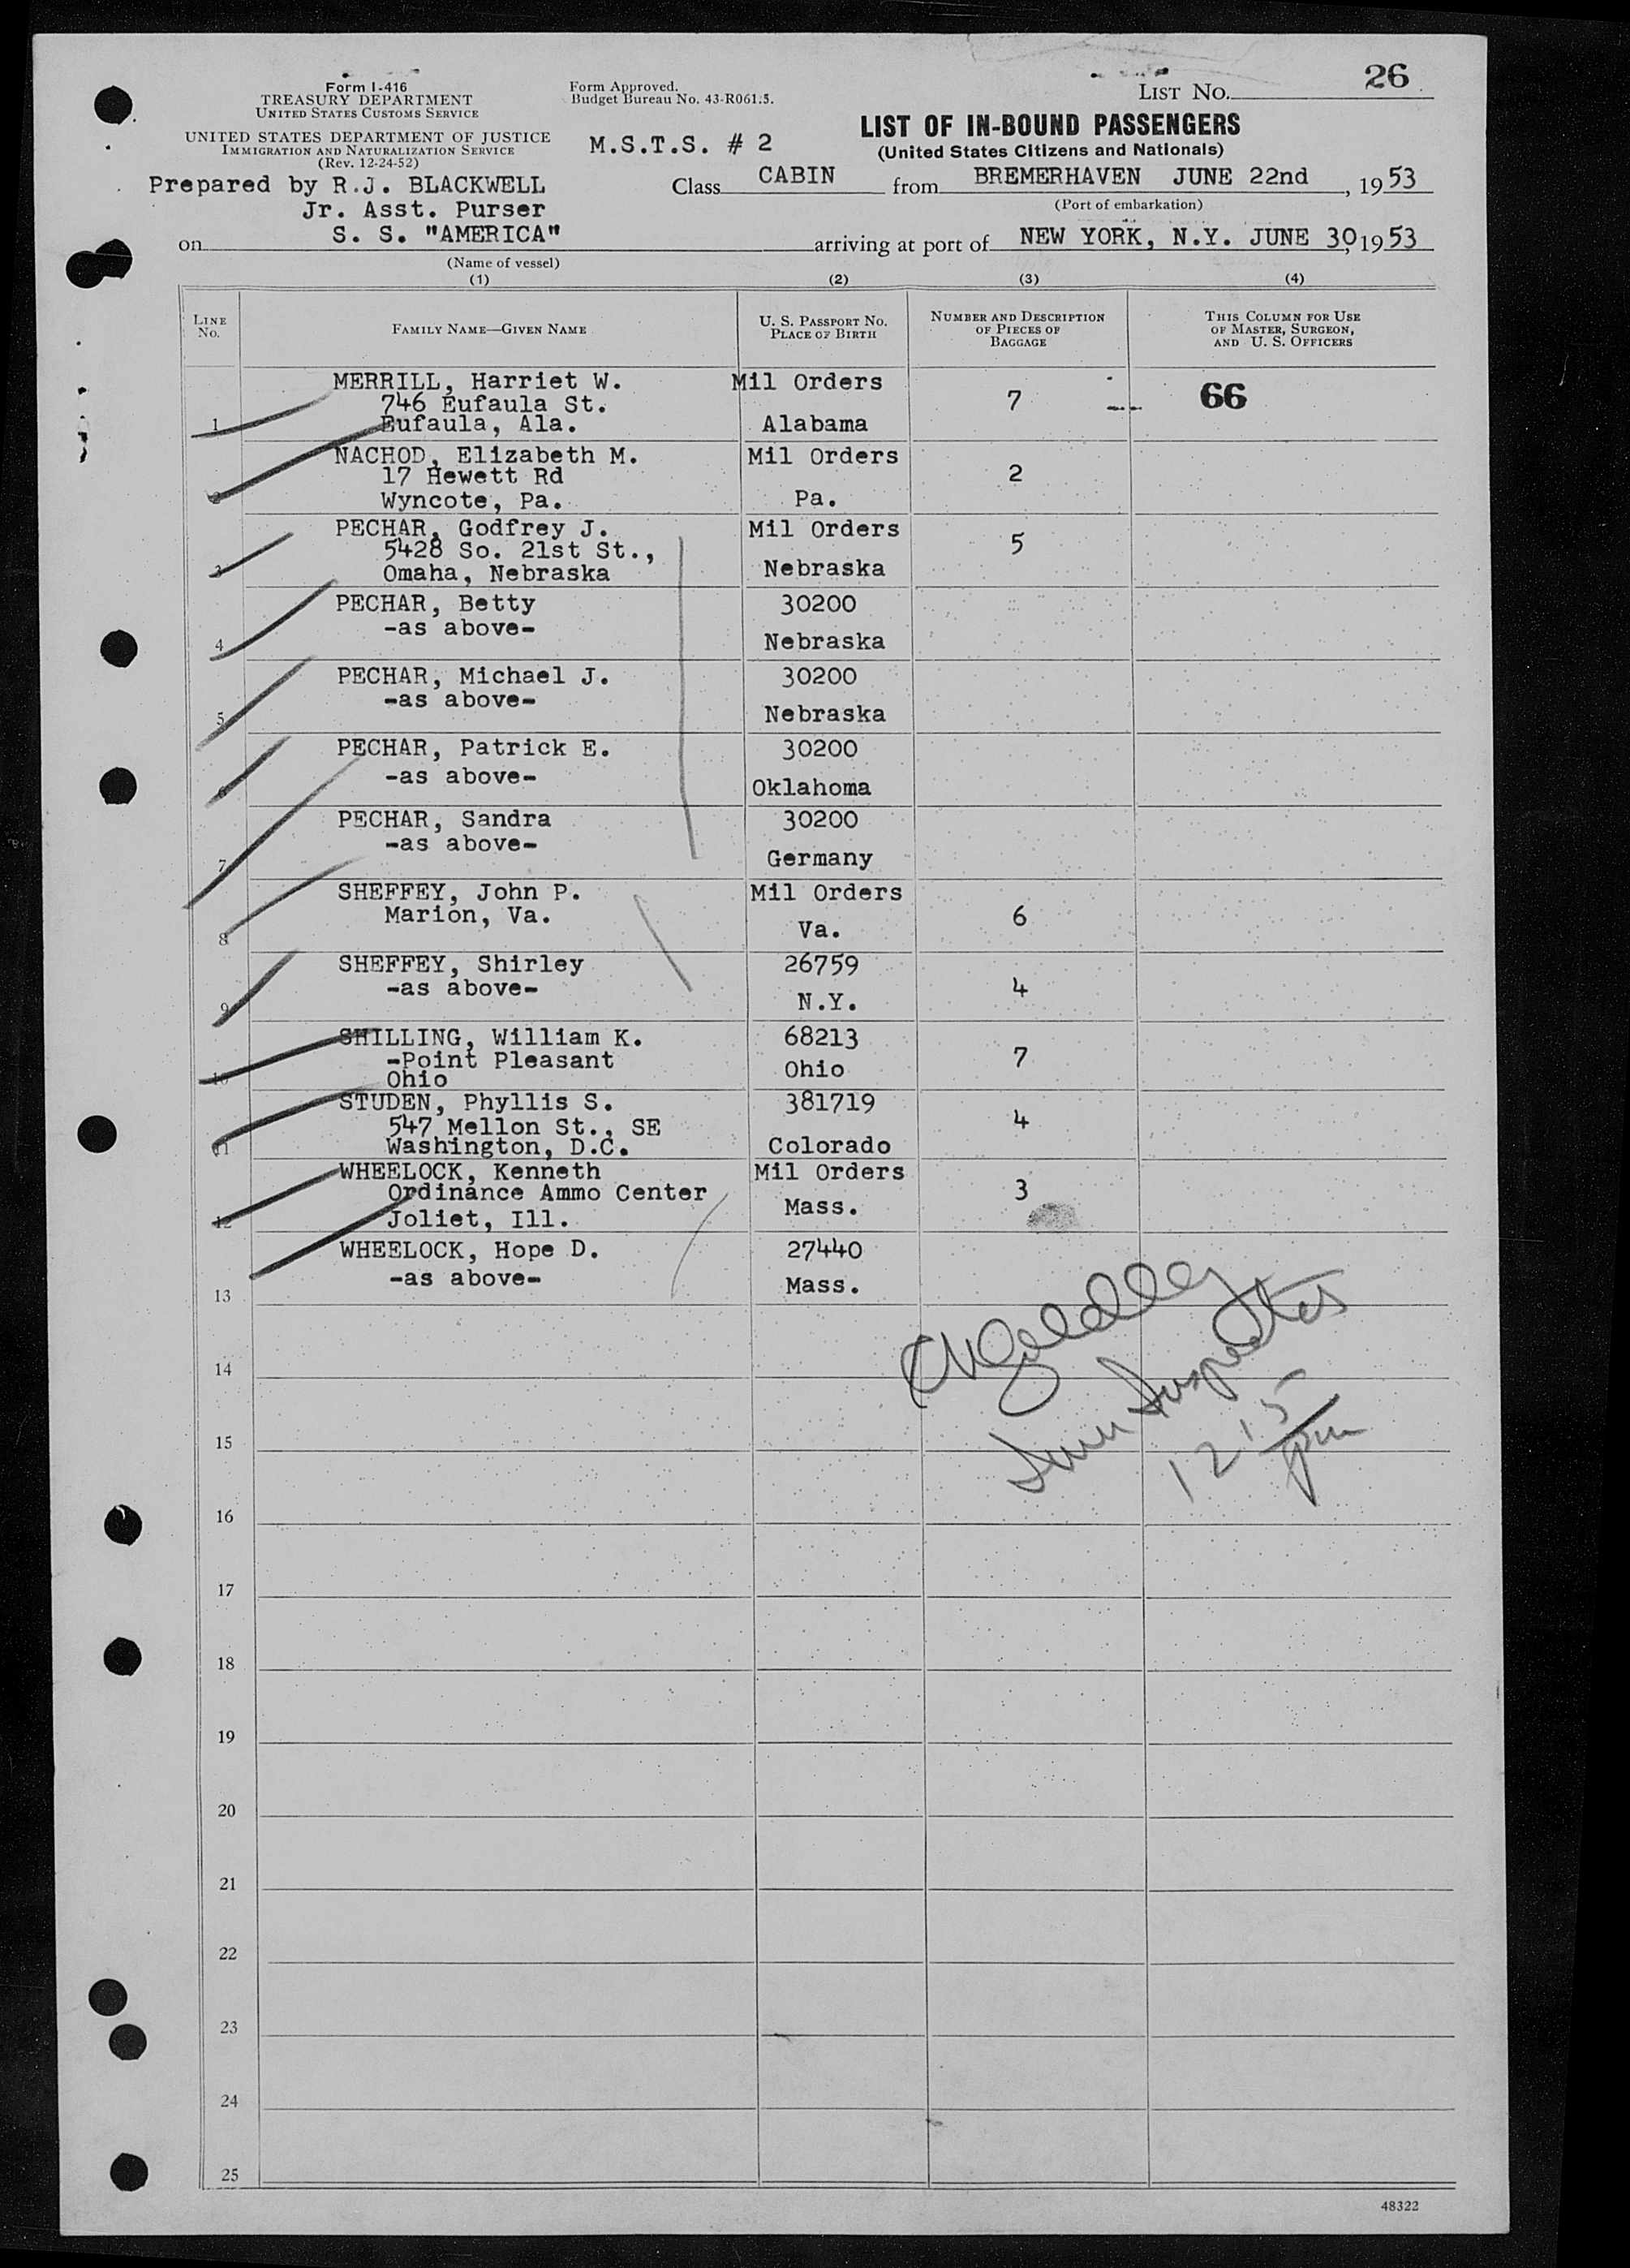 26
Form I-416
TREASURY DEPARTMENT
UNITED STATES CUSTOMS SERVICE
Form Approved.
Budget Bureau No. 43-R061.5.
LIST NO.
UNITED STATES DEPARTMENT OF JUSTICE
IMMIGRATION AND NATURALIZATION SERVICE
(Rev. 12-24-52)
M.S.T.S. # 2
LIST OF IN-BOUND PASSENGERS
(United States Citizens and Nationals)
Prepared by R.J. BLACKWELL
Jr. Asst. Purser
Class CABIN from BREMERHAVEN JUNE 22nd, 1953
(Port of embarkation)
on S. S. "AMERICA" arriving at port of NEW YORK, N.Y. JUNE 30, 1953
(Name of vessel)
(1) (2) (3) (4)
LINE No.
FAMILY NAME—GIVEN NAME
U. S. PASSPORT NO.
PLACE OF BIRTH
NUMBER AND DESCRIPTION
OF PIECES OF
BAGGAGE
THIS COLUMN FOR USE
OF MASTER, SURGEON,
AND U. S. OFFICERS
MERRILL, Harriet W. Mil Orders
746 Eufaula St. 7 66
1 Eufaula, Ala. Alabama
NACHOD, Elizabeth M. Mil Orders
17 Hewett Rd 2
2 Wyncote, Pa. Pa.
PECHAR, Godfrey J. Mil Orders
5428 So. 21st St., 5
3 Omaha, Nebraska Nebraska
PECHAR, Betty 30200
-as above-
4 Nebraska
PECHAR, Michael J. 30200
-as above-
5 Nebraska
PECHAR, Patrick E. 30200
-as above-
6 Oklahoma
PECHAR, Sandra 30200
-as above-
7 Germany
SHEFFEY, John P. Mil Orders
Marion, Va. 6
8 Va.
SHEFFEY, Shirley 26759
-as above- 4
9 N.Y.
SHILLING, William K. 68213
-Point Pleasant 7
10 Ohio Ohio
STUDEN, Phyllis S. 381719
547 Mellon St., SE 4
11 Washington, D.C. Colorado
WHEELOCK, Kenneth Mil Orders
Ordinance Ammo Center 3
12 Joliet, Ill. Mass.
WHEELOCK, Hope D. 27440
-as above- Mass.
13
Imm Inspector
12 15 pm
14
15
16
17
18
19
20
21
22
23
24
25
48322